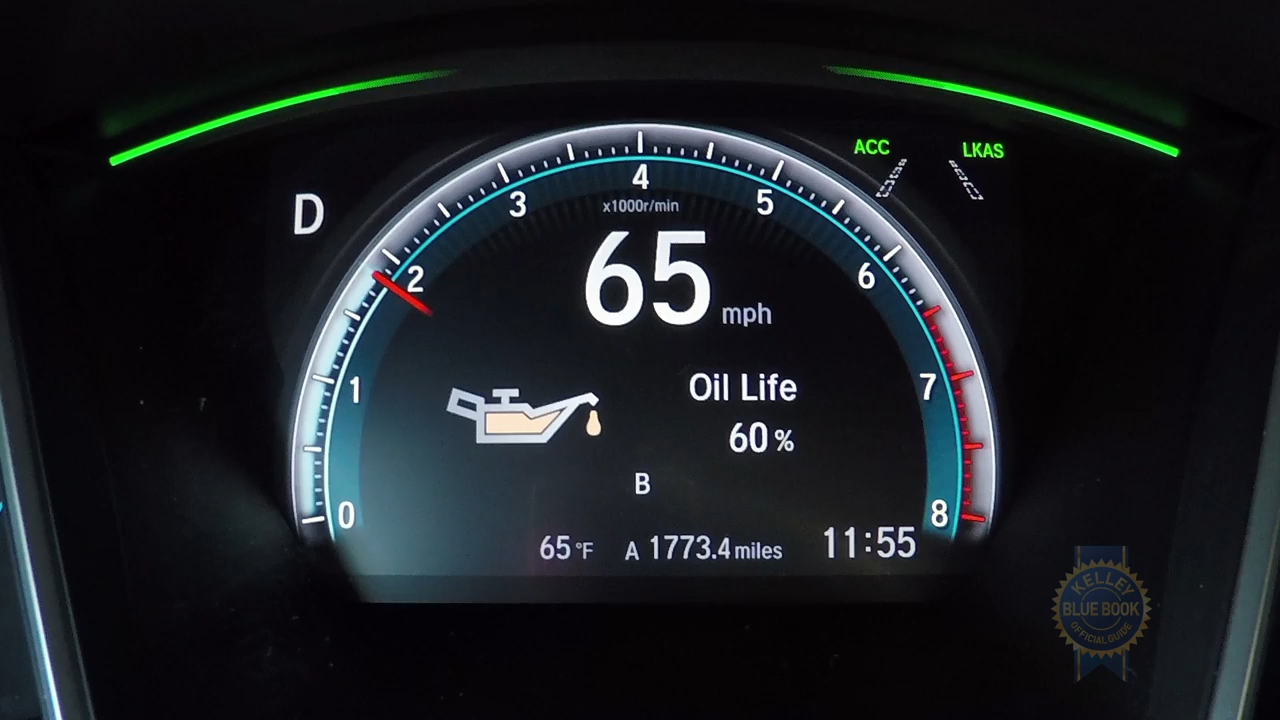 ACC
LKAS
D
0
1
2
3
4
5
6
7
8
x1000r/min
65 mph
Oil Life
60 %
B
65 °F A 1773.4 miles 11:55
KELLEY
BLUE BOOK
OFFICIAL GUIDE